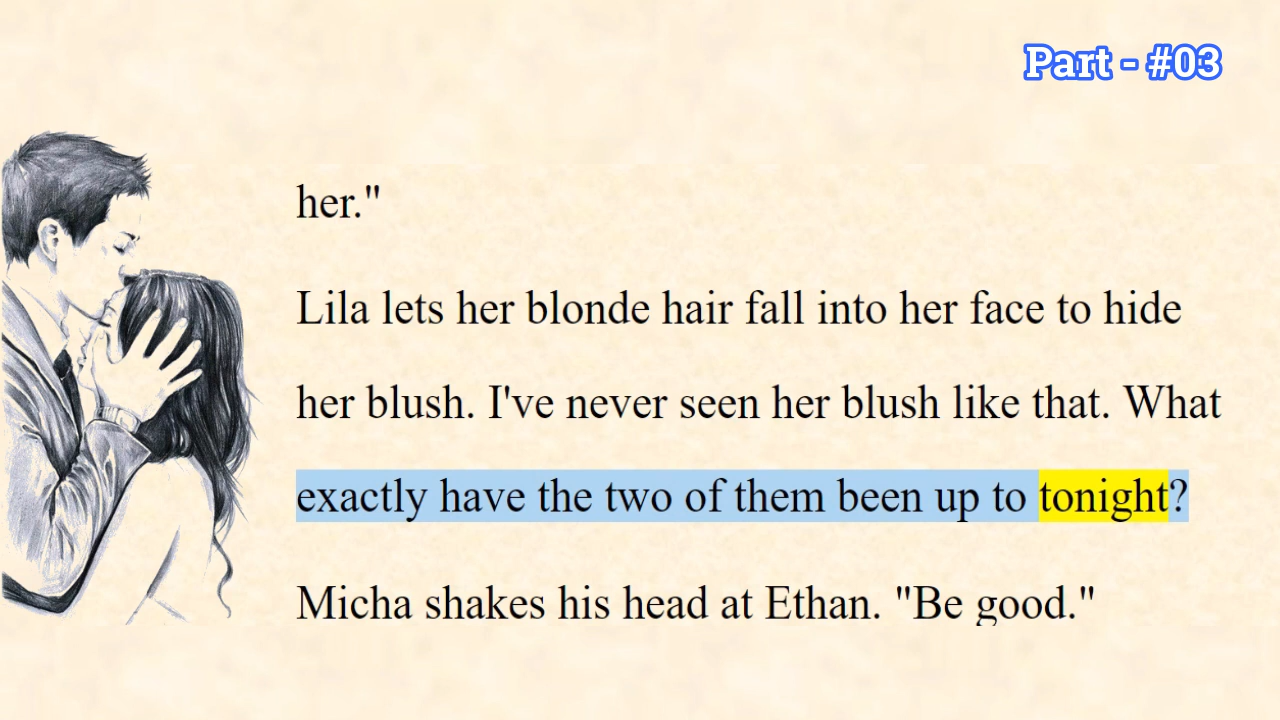 Part - #03
her."
Lila lets her blonde hair fall into her face to hide
her blush. I've never seen her blush like that. What
exactly have the two of them been up to tonight?
Micha shakes his head at Ethan. "Be good."